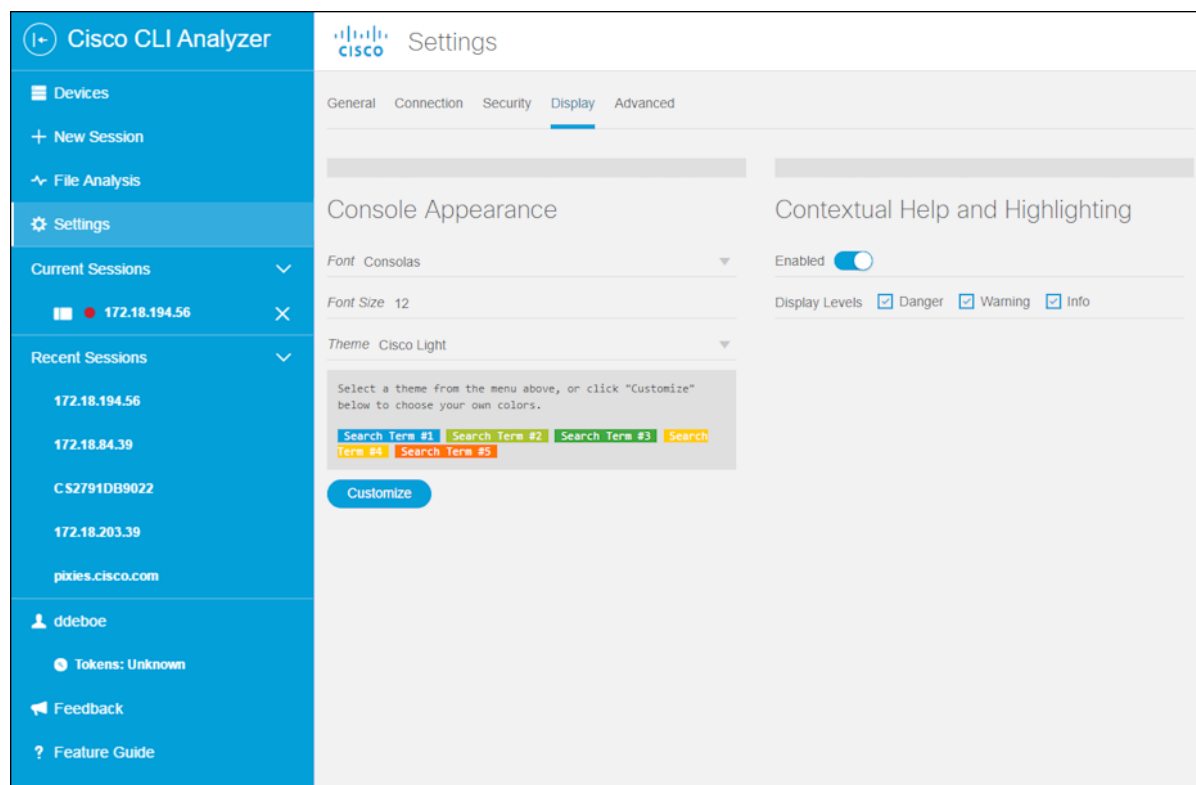 Cisco CLI Analyzer
Devices
New Session
File Analysis
Settings
Current Sessions
172.18.194.56
Recent Sessions
172.18.194.56
172.18.84.39
CS2791DB9022
172.18.203.39
pixies.cisco.com
ddeboe
Tokens: Unknown
Feedback
? Feature Guide
CISCO
Settings
General Connection Security Display Advanced
Console Appearance
Font Consolas
Font Size 12
Theme Cisco Light
Select a theme from the menu above, or click "Customize"
below to choose your own colors.
Search Term #1 Search Term #2 Search Term #3 Search
Term #4 Search Term #5
Customize
Contextual Help and Highlighting
Enabled
Display Levels Danger Warning Info